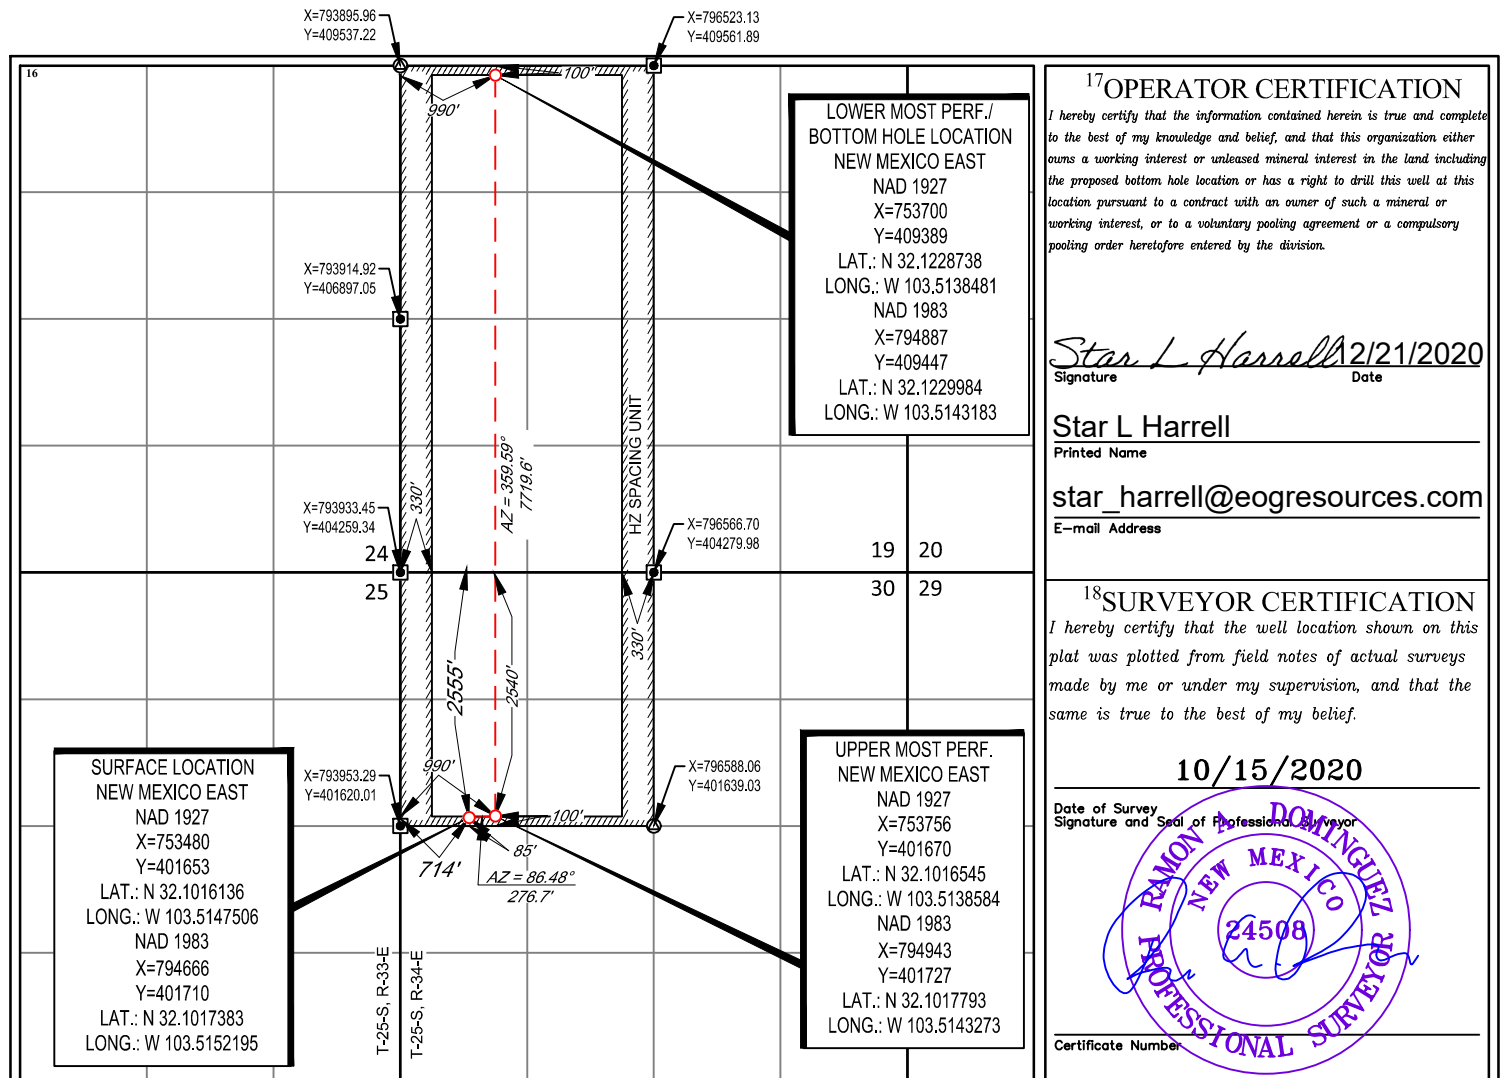 X=793895.96
Y=409537.22
X=796523.13
Y=409561.89
16
100'
990'
LOWER MOST PERF./
BOTTOM HOLE LOCATION
NEW MEXICO EAST
NAD 1927
X=753700
Y=409389
LAT.: N 32.1228738
LONG.: W 103.5138481
NAD 1983
X=794887
Y=409447
LAT.: N 32.1229984
LONG.: W 103.5143183
X=793914.92
Y=406897.05
AZ = 359.59°
7719.6'
HZ SPACING UNIT
330'
X=793933.45
Y=404259.34
X=796566.70
Y=404279.98
24
19
20
25
30
29
2555'
2540'
330'
SURFACE LOCATION
NEW MEXICO EAST
NAD 1927
X=753480
Y=401653
LAT.: N 32.1016136
LONG.: W 103.5147506
NAD 1983
X=794666
Y=401710
LAT.: N 32.1017383
LONG.: W 103.5152195
X=793953.29
Y=401620.01
990'
X=796588.06
Y=401639.03
100'
85'
714'
AZ = 86.48°
276.7'
UPPER MOST PERF.
NEW MEXICO EAST
NAD 1927
X=753756
Y=401670
LAT.: N 32.1016545
LONG.: W 103.5138584
NAD 1983
X=794943
Y=401727
LAT.: N 32.1017793
LONG.: W 103.5143273
T-25-S, R-33-E
T-25-S, R-34-E
17OPERATOR CERTIFICATION
I hereby certify that the information contained herein is true and complete
to the best of my knowledge and belief, and that this organization either
owns a working interest or unleased mineral interest in the land including
the proposed bottom hole location or has a right to drill this well at this
location pursuant to a contract with an owner of such a mineral or
working interest, or to a voluntary pooling agreement or a compulsory
pooling order heretofore entered by the division.
Star L Harrell 12/21/2020
Signature Date
Star L Harrell
Printed Name
star_harrell@eogresources.com
E-mail Address
18SURVEYOR CERTIFICATION
I hereby certify that the well location shown on this
plat was plotted from field notes of actual surveys
made by me or under my supervision, and that the
same is true to the best of my belief.
10/15/2020
Date of Survey
Signature and Seal of Professional Surveyor
RAMON A. DOMINGUEZ
NEW MEXICO
24508
PROFESSIONAL SURVEYOR
Certificate Number